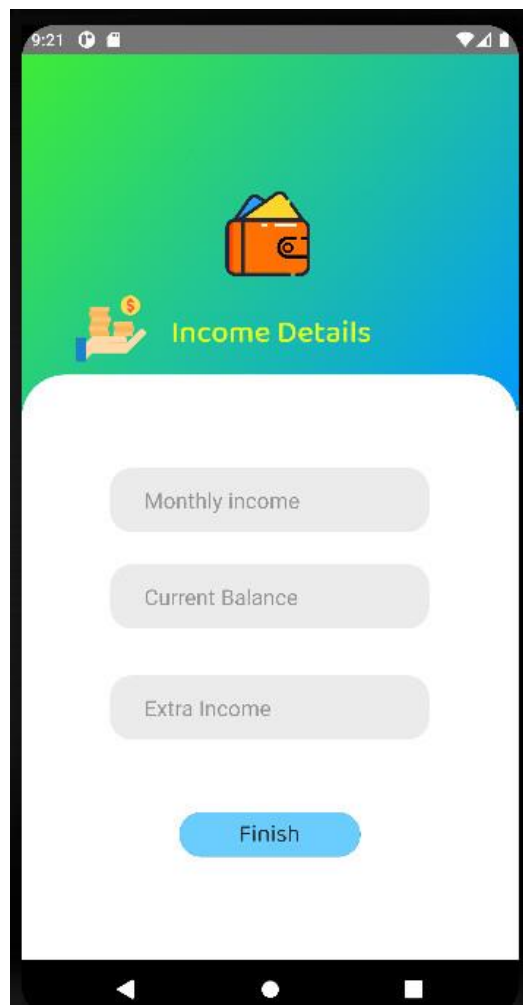 9:21
$
Income Details
Monthly income
Current Balance
Extra Income
Finish